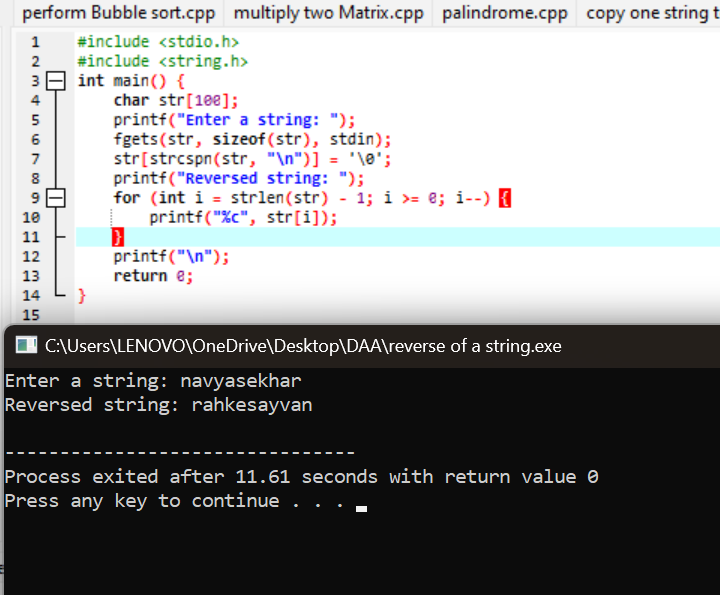 perform Bubble sort.cpp multiply two Matrix.cpp palindrome.cpp copy one string
1 #include <stdio.h>
2 #include <string.h>
3 int main() {
4 char str[100];
5 printf("Enter a string: ");
6 fgets(str, sizeof(str), stdin);
7 str[strcspn(str, "\n")] = '\0';
8 printf("Reversed string: ");
9 for (int i = strlen(str) - 1; i >= 0; i--) {
10 printf("%c", str[i]);
11 }
12 printf("\n");
13 return 0;
14 }
15
C:\Users\LENOVO\OneDrive\Desktop\DAA\reverse of a string.exe
Enter a string: navyasekhar
Reversed string: rahkesayvan
--------------------------------
Process exited after 11.61 seconds with return value 0
Press any key to continue . . .